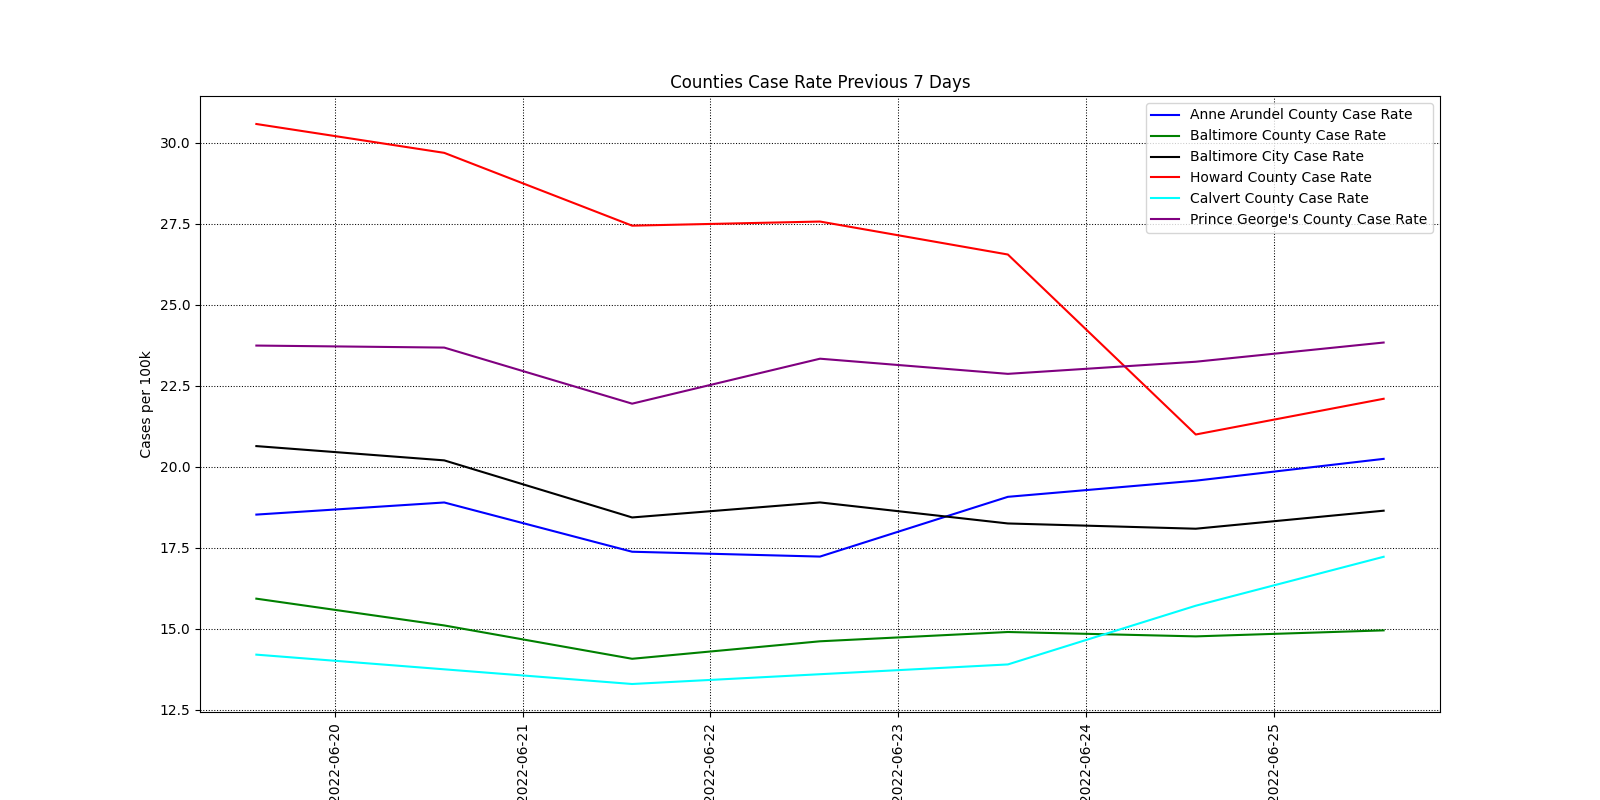 Counties Case Rate Previous 7 Days
Anne Arundel County Case Rate
Baltimore County Case Rate
Baltimore City Case Rate
Howard County Case Rate
Calvert County Case Rate
Prince George's County Case Rate
Cases per 100k
30.0
27.5
25.0
22.5
20.0
17.5
15.0
12.5
2022-06-20
2022-06-21
2022-06-22
2022-06-23
2022-06-24
2022-06-25